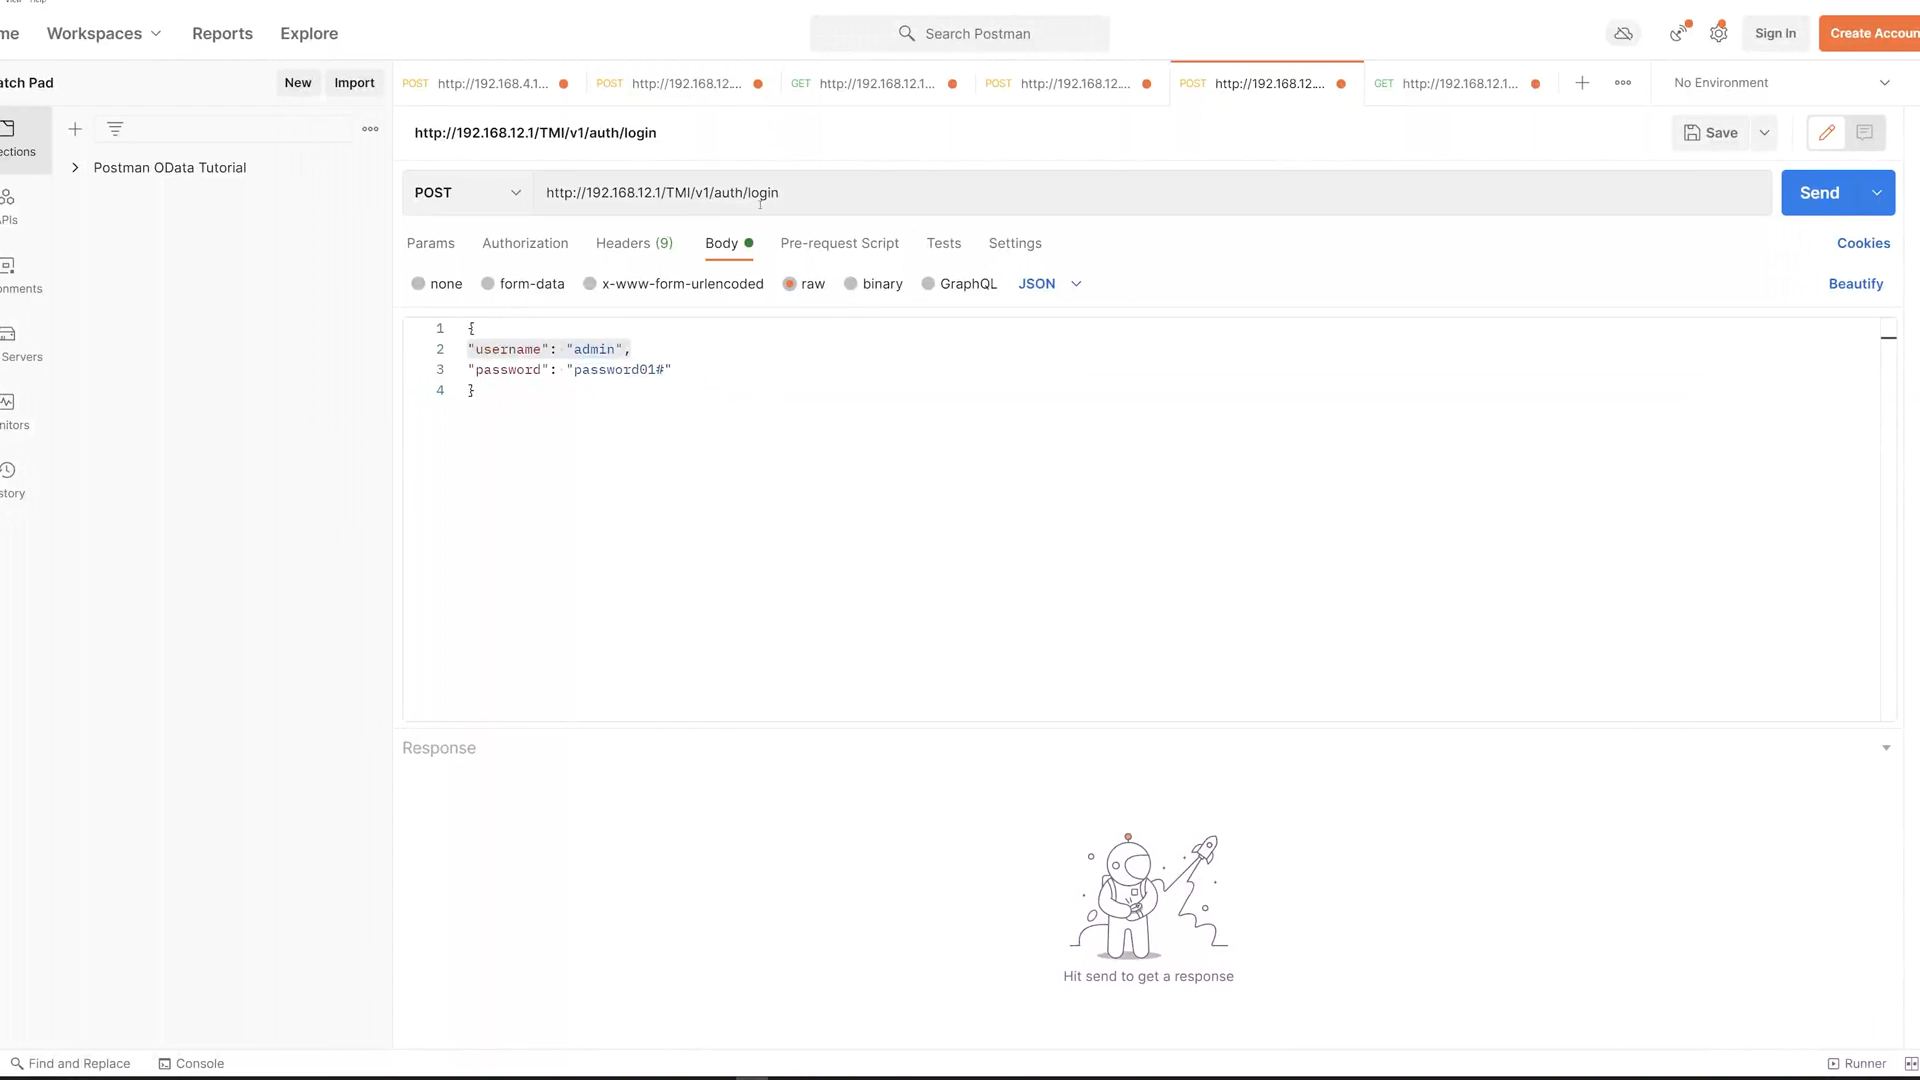 me
Workspaces
Reports
Explore
Search Postman
Sign In
Create Accoun
atch Pad
New
Import
POST http://192.168.4.1...
POST http://192.168.12....
GET http://192.168.12.1...
POST http://192.168.12....
POST http://192.168.12....
GET http://192.168.12.1...
No Environment
http://192.168.12.1/TMI/v1/auth/login
Save
ections
Postman OData Tutorial
APIs
onments
Servers
nitors
story
POST
http://192.168.12.1/TMI/v1/auth/login
Send
Params
Authorization
Headers (9)
Body
Pre-request Script
Tests
Settings
Cookies
none
form-data
x-www-form-urlencoded
raw
binary
GraphQL
JSON
Beautify
1 {
2 "username": "admin",
3 "password": "password01#"
4 }
Response
Hit send to get a response
Find and Replace
Console
Runner